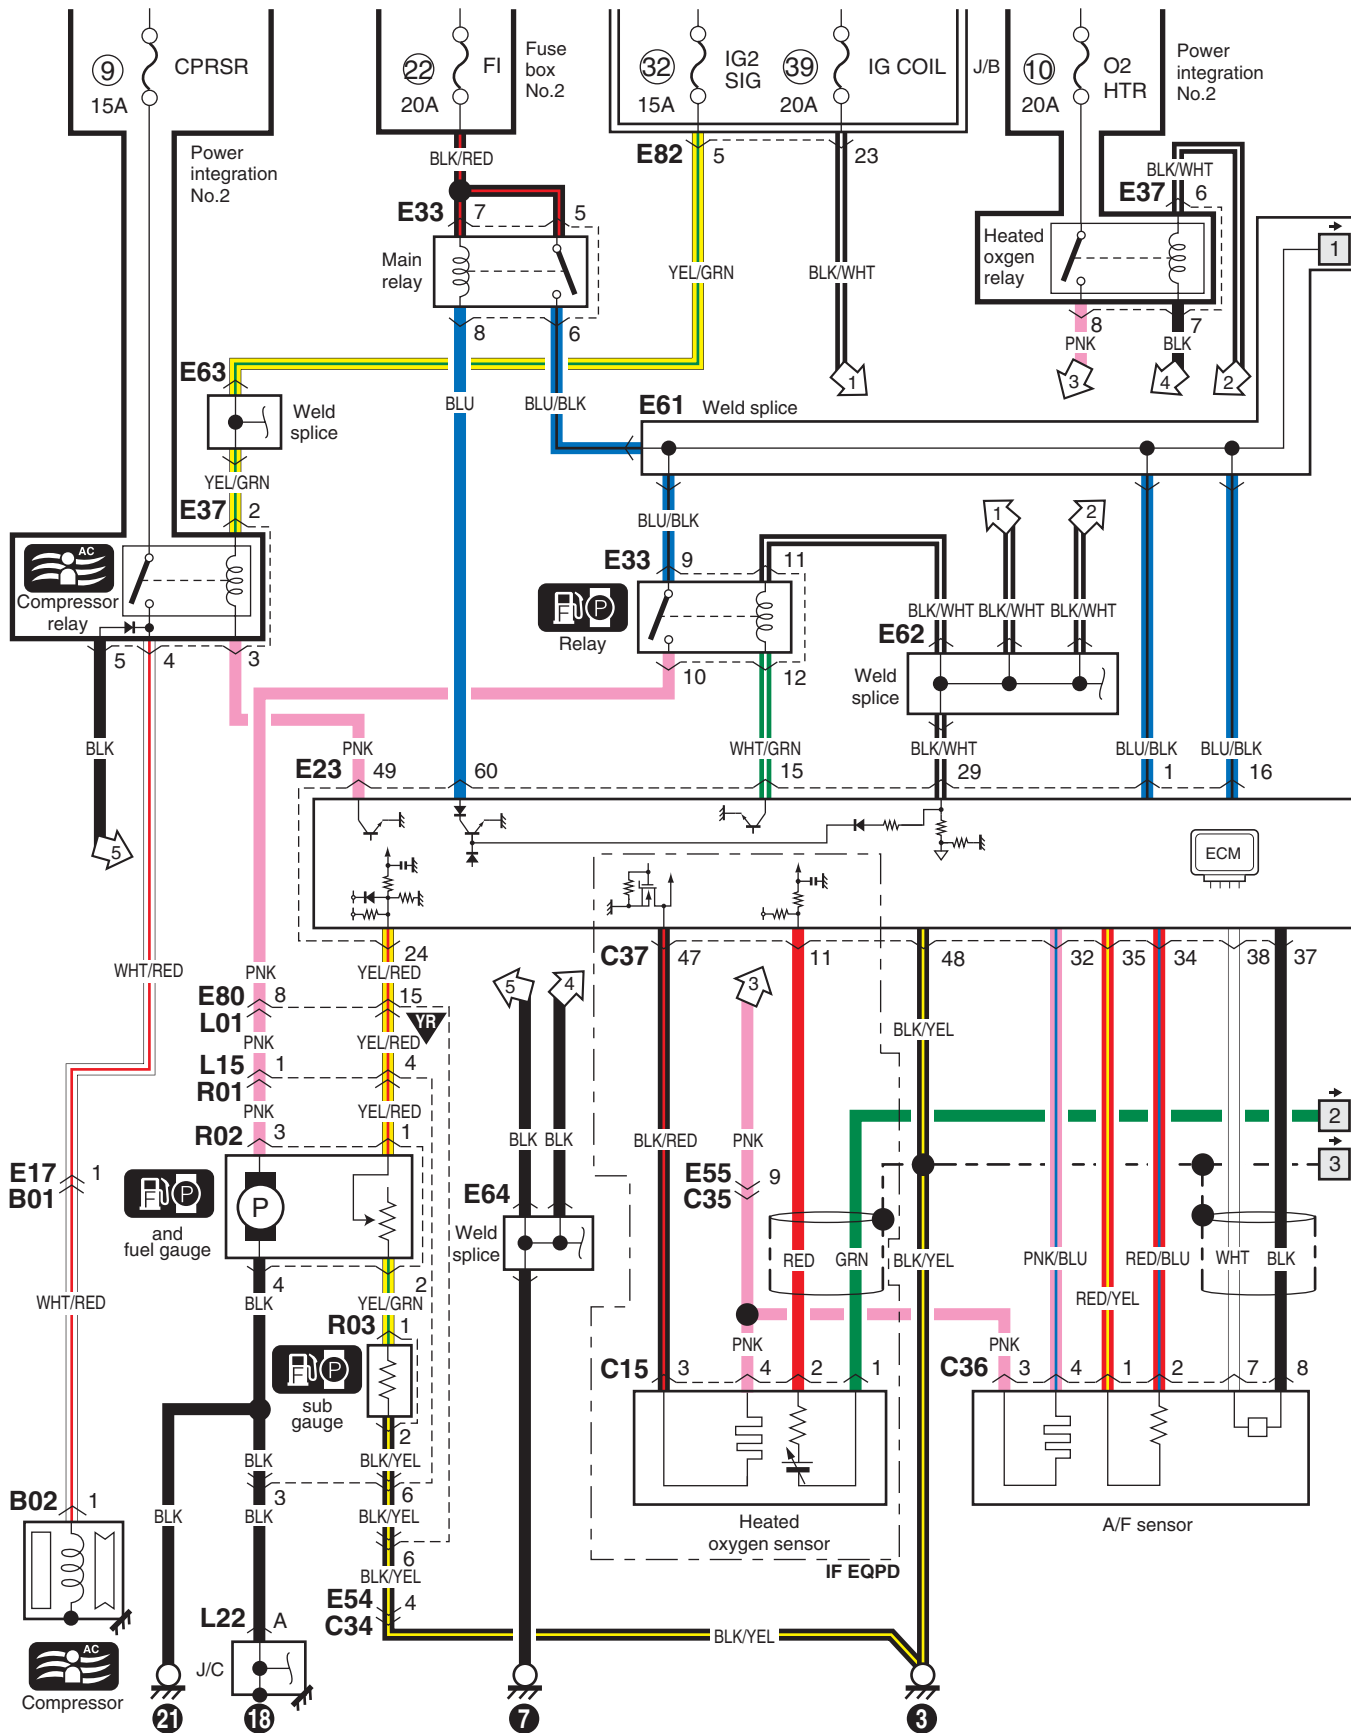 9
CPRSR
15A
22
FI
20A
Fuse
box
No.2
32
IG2
SIG
15A
39
IG COIL
20A
J/B
10
O2
HTR
20A
Power
integration
No.2
Power
integration
No.2
BLK/RED
E82
5
23
BLK/WHT
E37
6
E33
7
5
Main
relay
YEL/GRN
BLK/WHT
Heated
oxgen
relay
1
8
6
8
7
PNK
BLK
E63
1
3
4
2
BLU
BLU/BLK
E61
Weld splice
Weld
splice
YEL/GRN
E37
2
BLU/BLK
1
2
E33
9
11
AC
Compressor
relay
F
P
Relay
BLK/WHT
BLK/WHT
BLK/WHT
E62
5
4
3
10
12
Weld
splice
BLK
PNK
WHT/GRN
BLK/WHT
BLU/BLK
BLU/BLK
E23
49
60
15
29
1
16
5
ECM
24
C37
47
11
48
32
35
34
38
37
WHT/RED
PNK
YEL/RED
5
4
3
E80
8
15
L01
YR
BLK/YEL
PNK
YEL/RED
L15
1
4
R01
PNK
YEL/RED
2
R02
3
1
BLK
BLK
BLK/RED
PNK
3
E17
1
B01
F
P
and
fuel gauge
P
E64
E55
9
C35
Weld
splice
RED
GRN
BLK/YEL
PNK/BLU
RED/BLU
WHT
BLK
4
2
WHT/RED
BLK
YEL/GRN
RED/YEL
R03
1
PNK
PNK
F
P
sub
gauge
C15
3
4
2
1
C36
3
4
1
2
7
8
2
BLK
BLK/YEL
3
6
B02
1
BLK
BLK
BLK/YEL
Heated
oxygen sensor
A/F sensor
6
BLK/YEL
IF EQPD
E54
4
C34
L22
A
BLK/YEL
AC
Compressor
J/C
21
18
7
3